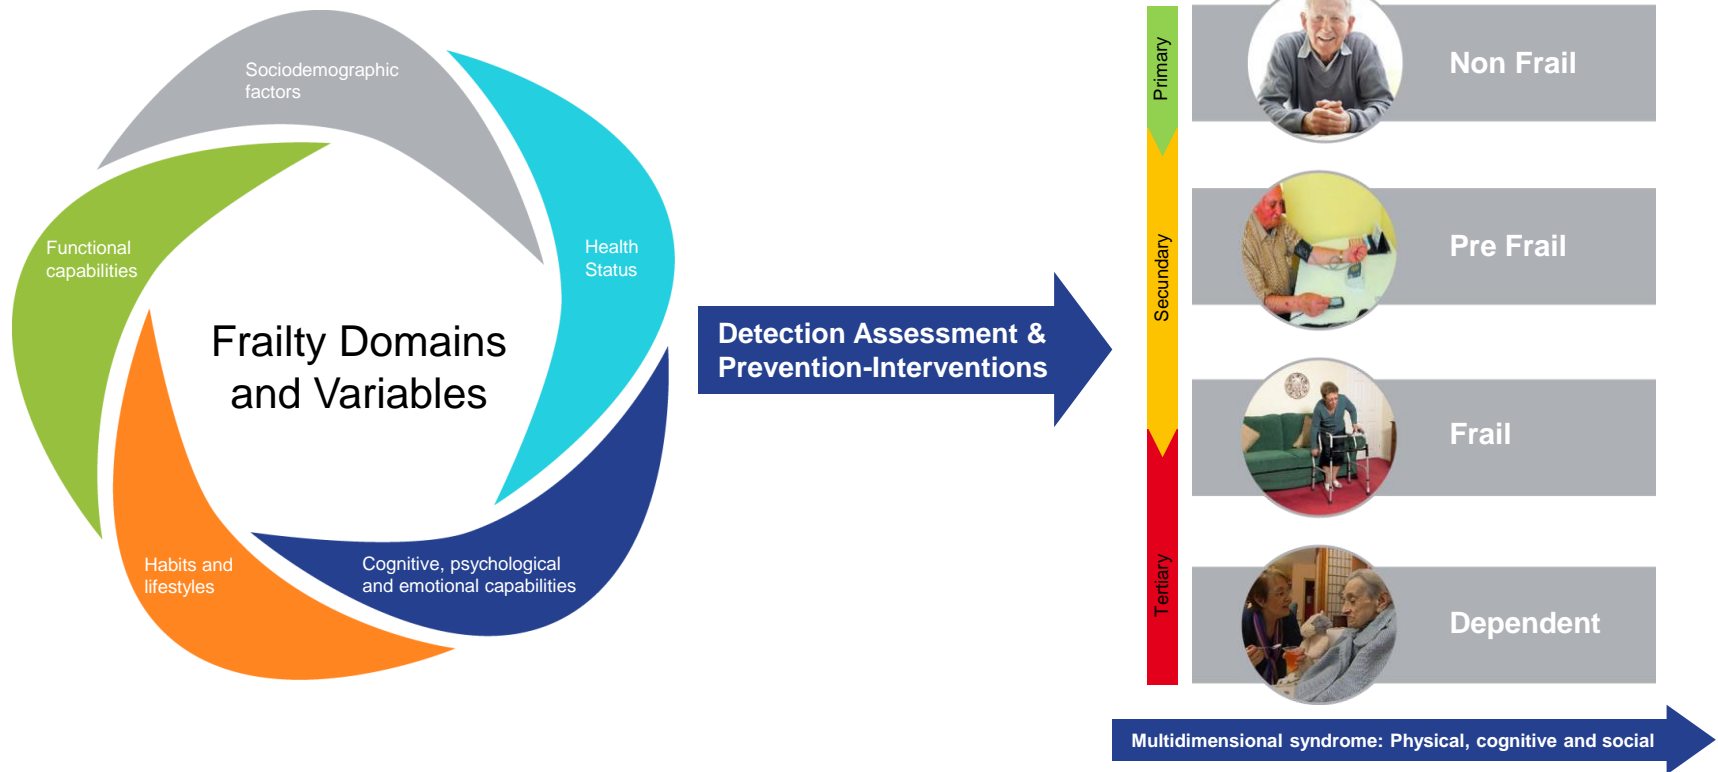 Sociodemographic
factors
Health
Status
Functional
capabilities
Frailty Domains
and Variables
Habits and
lifestyles
Cognitive, psychological
and emotional capabilities
Detection Assessment &
Prevention-Interventions
Primary
Secundary
Tertiary
Non Frail
Pre Frail
Frail
Dependent
Multidimensional syndrome: Physical, cognitive and social